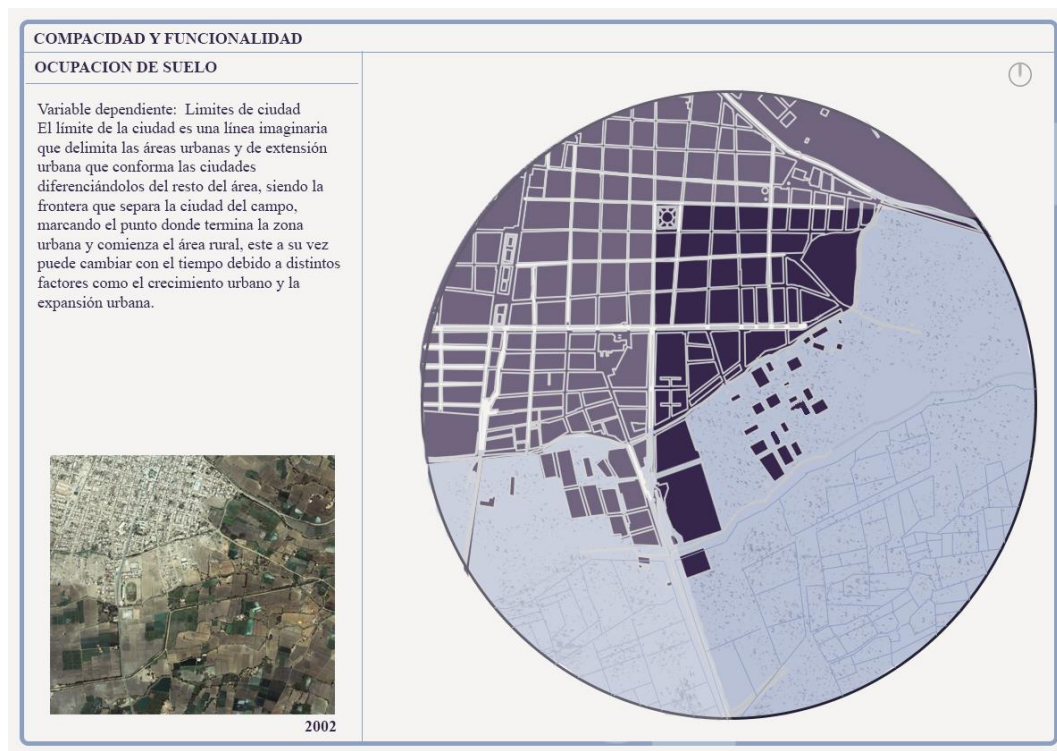 COMPACIDAD Y FUNCIONALIDAD
OCUPACION DE SUELO
Variable dependiente: Limites de ciudad
El límite de la ciudad es una línea imaginaria
que delimita las áreas urbanas y de extensión
urbana que conforma las ciudades
diferenciándolos del resto del área, siendo la
frontera que separa la ciudad del campo,
marcando el punto donde termina la zona
urbana y comienza el área rural, este a su vez
puede cambiar con el tiempo debido a distintos
factores como el crecimiento urbano y la
expansión urbana.
2002